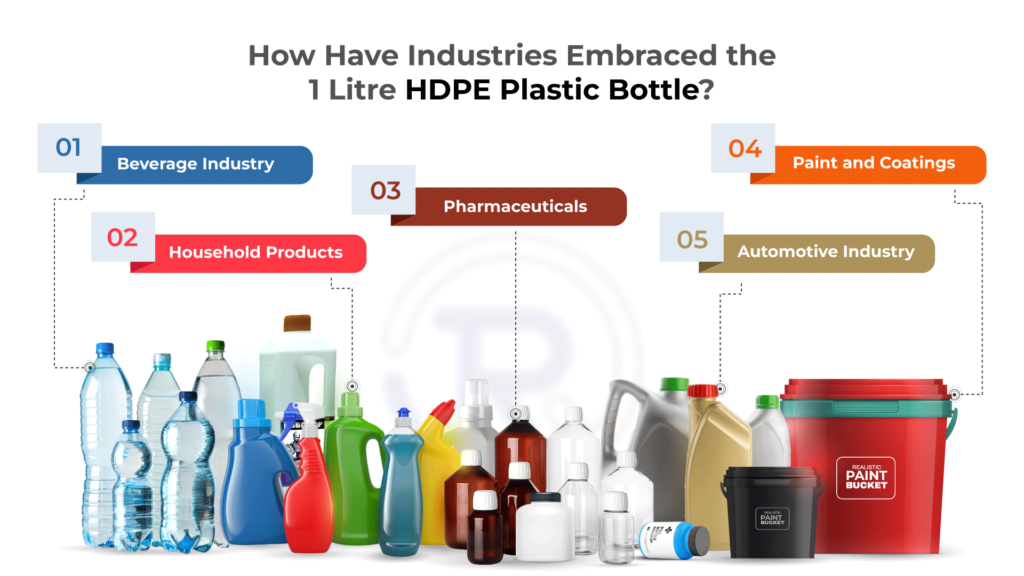 How Have Industries Embraced the
1 Litre HDPE Plastic Bottle?
01
Beverage Industry
02
Household Products
03
Pharmaceuticals
04
Paint and Coatings
05
Automotive Industry
REALISTIC
PAINT
BUCKET
REALISTIC
PAINT
BUCKET